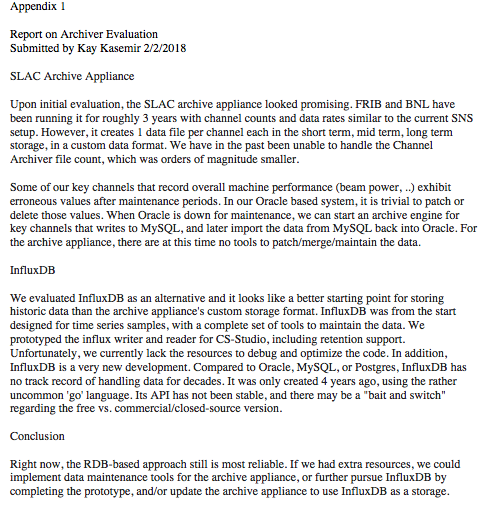 Appendix 1
Report on Archiver Evaluation
Submitted by Kay Kasemir 2/2/2018
SLAC Archive Appliance
Upon initial evaluation, the SLAC archive appliance looked promising. FRIB and BNL have
been running it for roughly 3 years with channel counts and data rates similar to the current SNS
setup. However, it creates 1 data file per channel each in the short term, mid term, long term
storage, in a custom data format. We have in the past been unable to handle the Channel
Archiver file count, which was orders of magnitude smaller.
Some of our key channels that record overall machine performance (beam power, ..) exhibit
erroneous values after maintenance periods. In our Oracle based system, it is trivial to patch or
delete those values. When Oracle is down for maintenance, we can start an archive engine for
key channels that writes to MySQL, and later import the data from MySQL back into Oracle. For
the archive appliance, there are at this time no tools to patch/merge/maintain the data.
InfluxDB
We evaluated InfluxDB as an alternative and it looks like a better starting point for storing
historic data than the archive appliance's custom storage format. InfluxDB was from the start
designed for time series samples, with a complete set of tools to maintain the data. We
prototyped the influx writer and reader for CS-Studio, including retention support.
Unfortunately, we currently lack the resources to debug and optimize the code. In addition,
InfluxDB is a very new development. Compared to Oracle, MySQL, or Postgres, InfluxDB has
no track record of handling data for decades. It was only created 4 years ago, using the rather
uncommon 'go' language. Its API has not been stable, and there may be a "bait and switch"
regarding the free vs. commercial/closed-source version.
Conclusion
Right now, the RDB-based approach still is most reliable. If we had extra resources, we could
implement data maintenance tools for the archive appliance, or further pursue InfluxDB by
completing the prototype, and/or update the archive appliance to use InfluxDB as a storage.